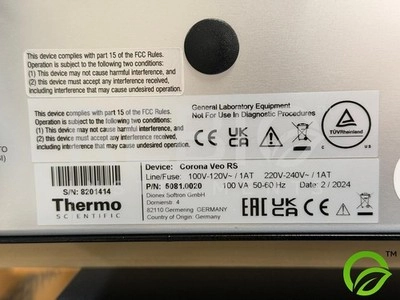 This device complies with part 15 of the FCC Rules.
Operation is subject to the following two conditions:
(1) This device may not cause harmful interference, and
(2) This device must accept any interference received,
including interference that may cause undesired operation.
This device complies with part 15 of the FCC Rules.
Operation is subject to the following two conditions:
(1) This device may not cause harmful interference, and
(2) This device must accept any interference received,
including interference that may cause undesired operation.
General Laboratory Equipment
Not For Use In Diagnostic Procedures
CE UK CA
TÜVRheinland
S/N: 8201414
Thermo
SCIENTIFIC
Device: Corona Veo RS
Line/Fuse: 100V-120V~ / 1AT 220V-240V~ / 1AT
P/N: 5081.0020 100 VA 50-60 Hz Date: 2 / 2024
Dionex Softron GmbH
Dornierstr. 4
82110 Germering GERMANY
Country of Origin: GERMANY
EAC UK CA CE